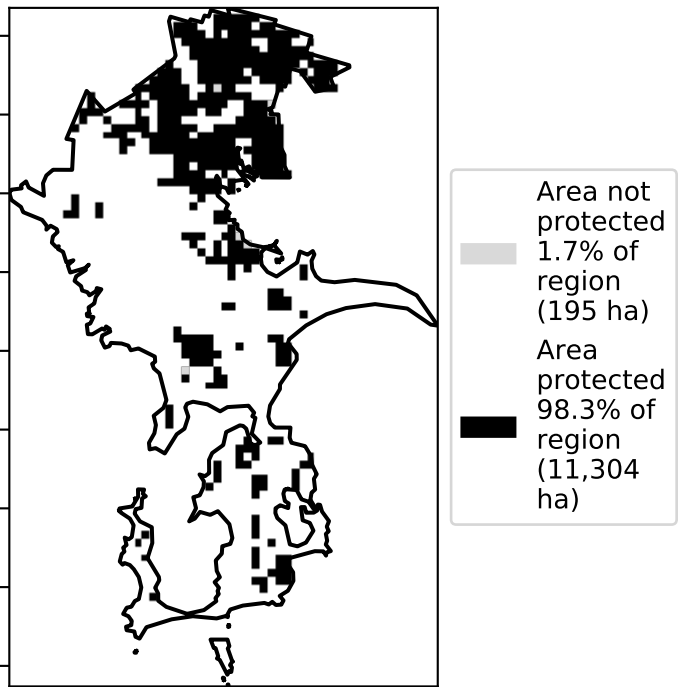 Area not
protected
1.7% of
region
(195 ha)
Area
protected
98.3% of
region
(11,304
ha)